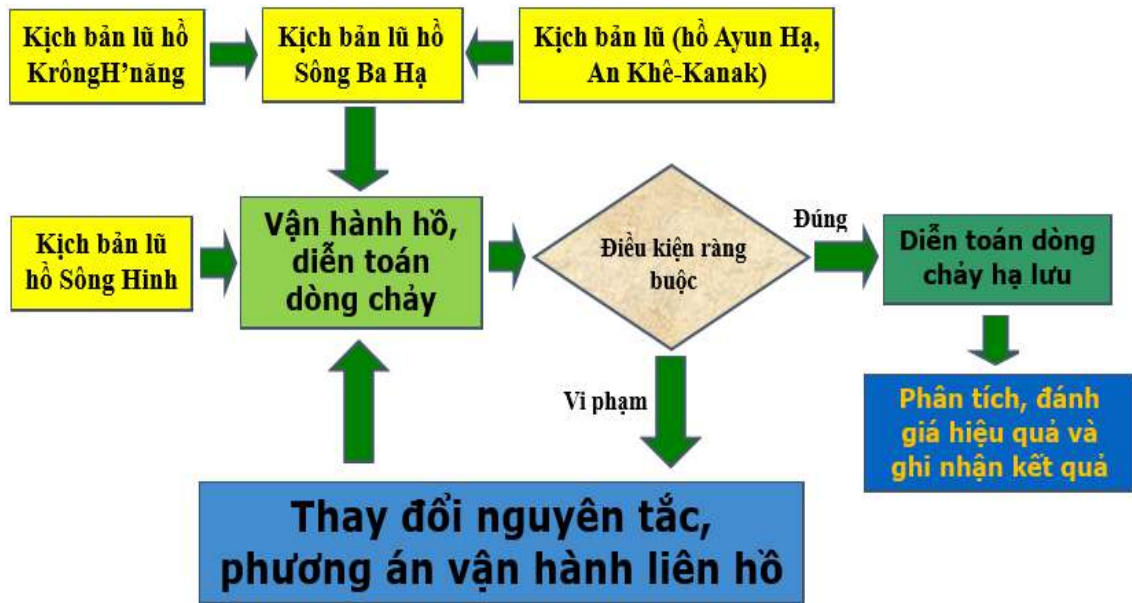 Kịch bản lũ hồ
KrôngH’năng
Kịch bản lũ hồ
Sông Ba Hạ
Kịch bản lũ (hồ Ayun Hạ,
An Khê-Kanak)
Kịch bản lũ
hồ Sông Hinh
Vận hành hồ,
diễn toán
dòng chảy
Điều kiện ràng
buộc
Đúng
Diễn toán dòng
chảy hạ lưu
Vi phạm
Phân tích, đánh
giá hiệu quả và
ghi nhận kết quả
Thay đổi nguyên tắc,
phương án vận hành liên hồ